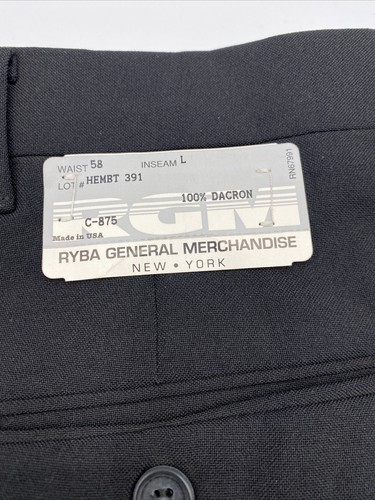 WAIST 58 INSEAM L
LOT # HEMBT 391
100% DACRON
RGM
C-875
Made in USA
RYBA GENERAL MERCHANDISE
NEW • YORK
RN67991